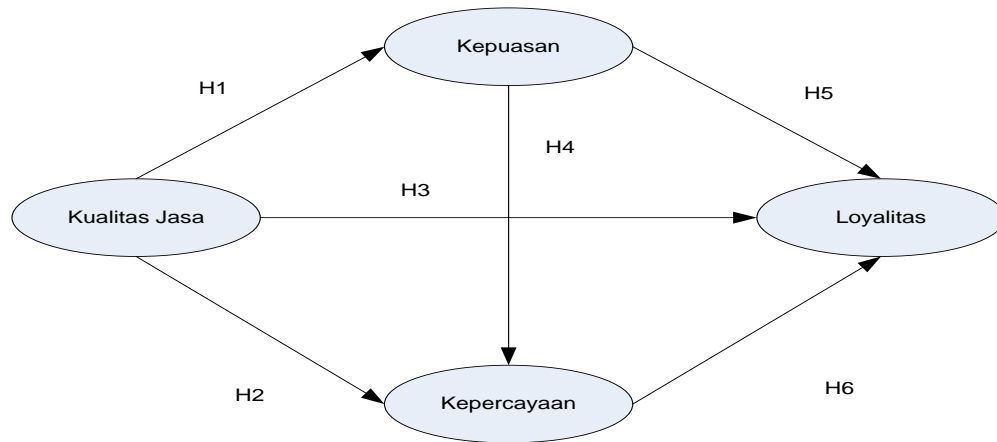 Kepuasan
H1
H5
H4
H3
Kualitas Jasa
Loyalitas
H2
H6
Kepercayaan